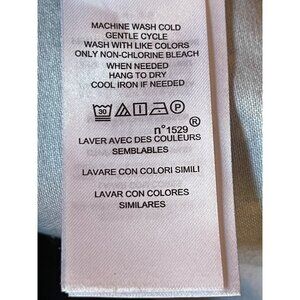 MACHINE WASH COLD
GENTLE CYCLE
WASH WITH LIKE COLORS
ONLY NON-CHLORINE BLEACH
WHEN NEEDED
HANG TO DRY
COOL IRON IF NEEDED
30 P
n°1529®
LAVER AVEC DES COULEURS
SEMBLABLES
LAVARE CON COLORI SIMILI
LAVAR CON COLORES
SIMILARES